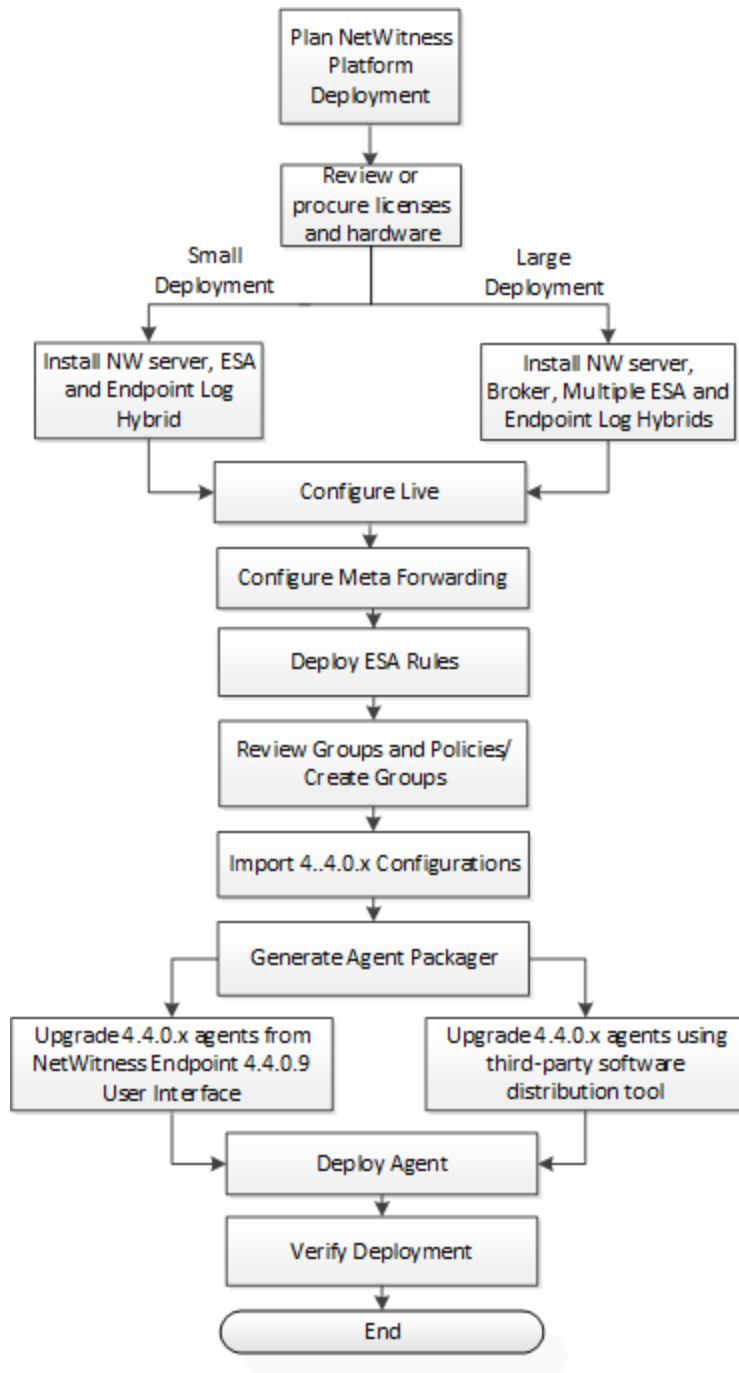 Plan NetWitness
Platform
Deployment
Review or
procure licenses
and hardware
Small
Deployment
Large
Deployment
Install NW server, ESA
and Endpoint Log
Hybrid
Install NW server,
Broker, Multiple ESA and
Endpoint Log Hybrids
Configure Live
Configure Meta Forwarding
Deploy ESA Rules
Review Groups and Policies/
Create Groups
Import 4..4.0.x Configurations
Generate Agent Packager
Upgrade 4.4.0.x agents from
NetWitness Endpoint 4.4.0.9
User Interface
Upgrade 4.4.0.x agents using
third-party software
distribution tool
Deploy Agent
Verify Deployment
End